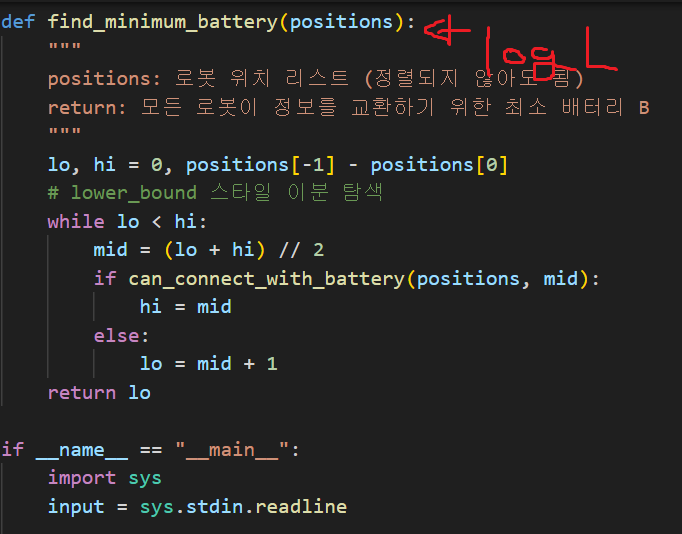 def find_minimum_battery(positions): ← log L
    """
    positions: 로봇 위치 리스트 (정렬되지 않아도 됨)
    return: 모든 로봇이 정보를 교환하기 위한 최소 배터리 B
    """
    lo, hi = 0, positions[-1] - positions[0]
    # lower_bound 스타일 이분 탐색
    while lo < hi:
        mid = (lo + hi) // 2
        if can_connect_with_battery(positions, mid):
            hi = mid
        else:
            lo = mid + 1
    return lo
if __name__ == "__main__":
    import sys
    input = sys.stdin.readline